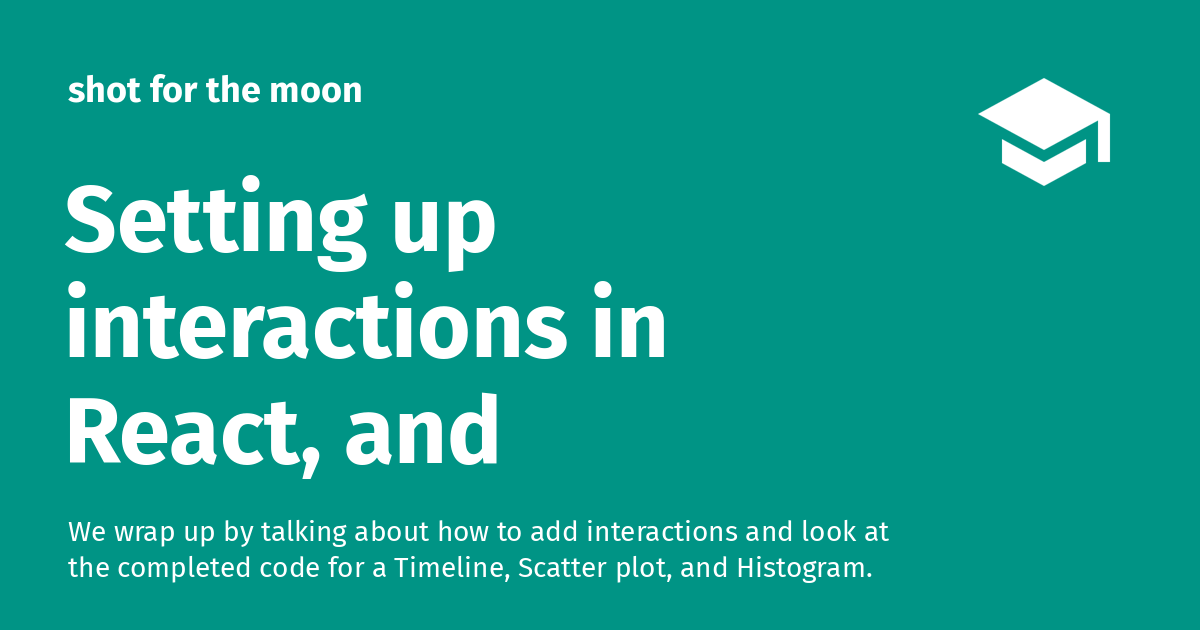 shot for the moon
Setting up
interactions in
React, and
We wrap up by talking about how to add interactions and look at
the completed code for a Timeline, Scatter plot, and Histogram.